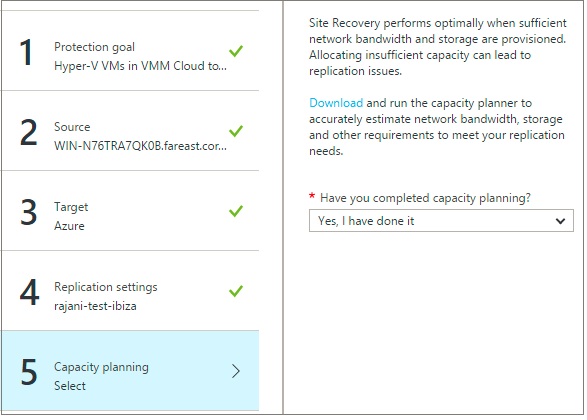 1
Protection goal
Hyper-V VMs in VMM Cloud to...
2
Source
WIN-N76TRA7QK0B.fareast.cor...
3
Target
Azure
4
Replication settings
rajani-test-ibiza
5
Capacity planning
Select
Site Recovery performs optimally when sufficient
network bandwidth and storage are provisioned.
Allocating insufficient capacity can lead to
replication issues.
Download and run the capacity planner to
accurately estimate network bandwidth, storage
and other requirements to meet your replication
needs.
* Have you completed capacity planning?
Yes, I have done it